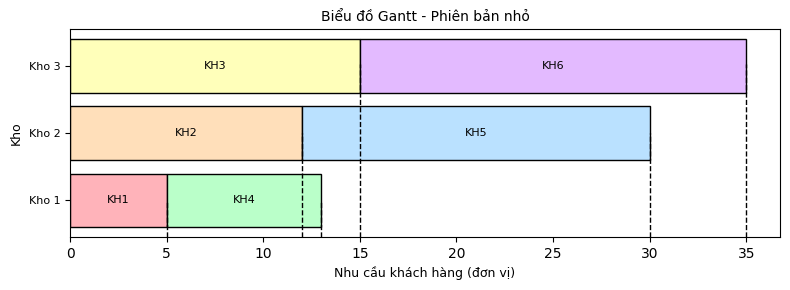 Biểu đồ Gantt - Phiên bản nhỏ
Kho
Kho 3
KH3
KH6
Kho 2
KH2
KH5
Kho 1
KH1
KH4
0
5
10
15
20
25
30
35
Nhu cầu khách hàng (đơn vị)